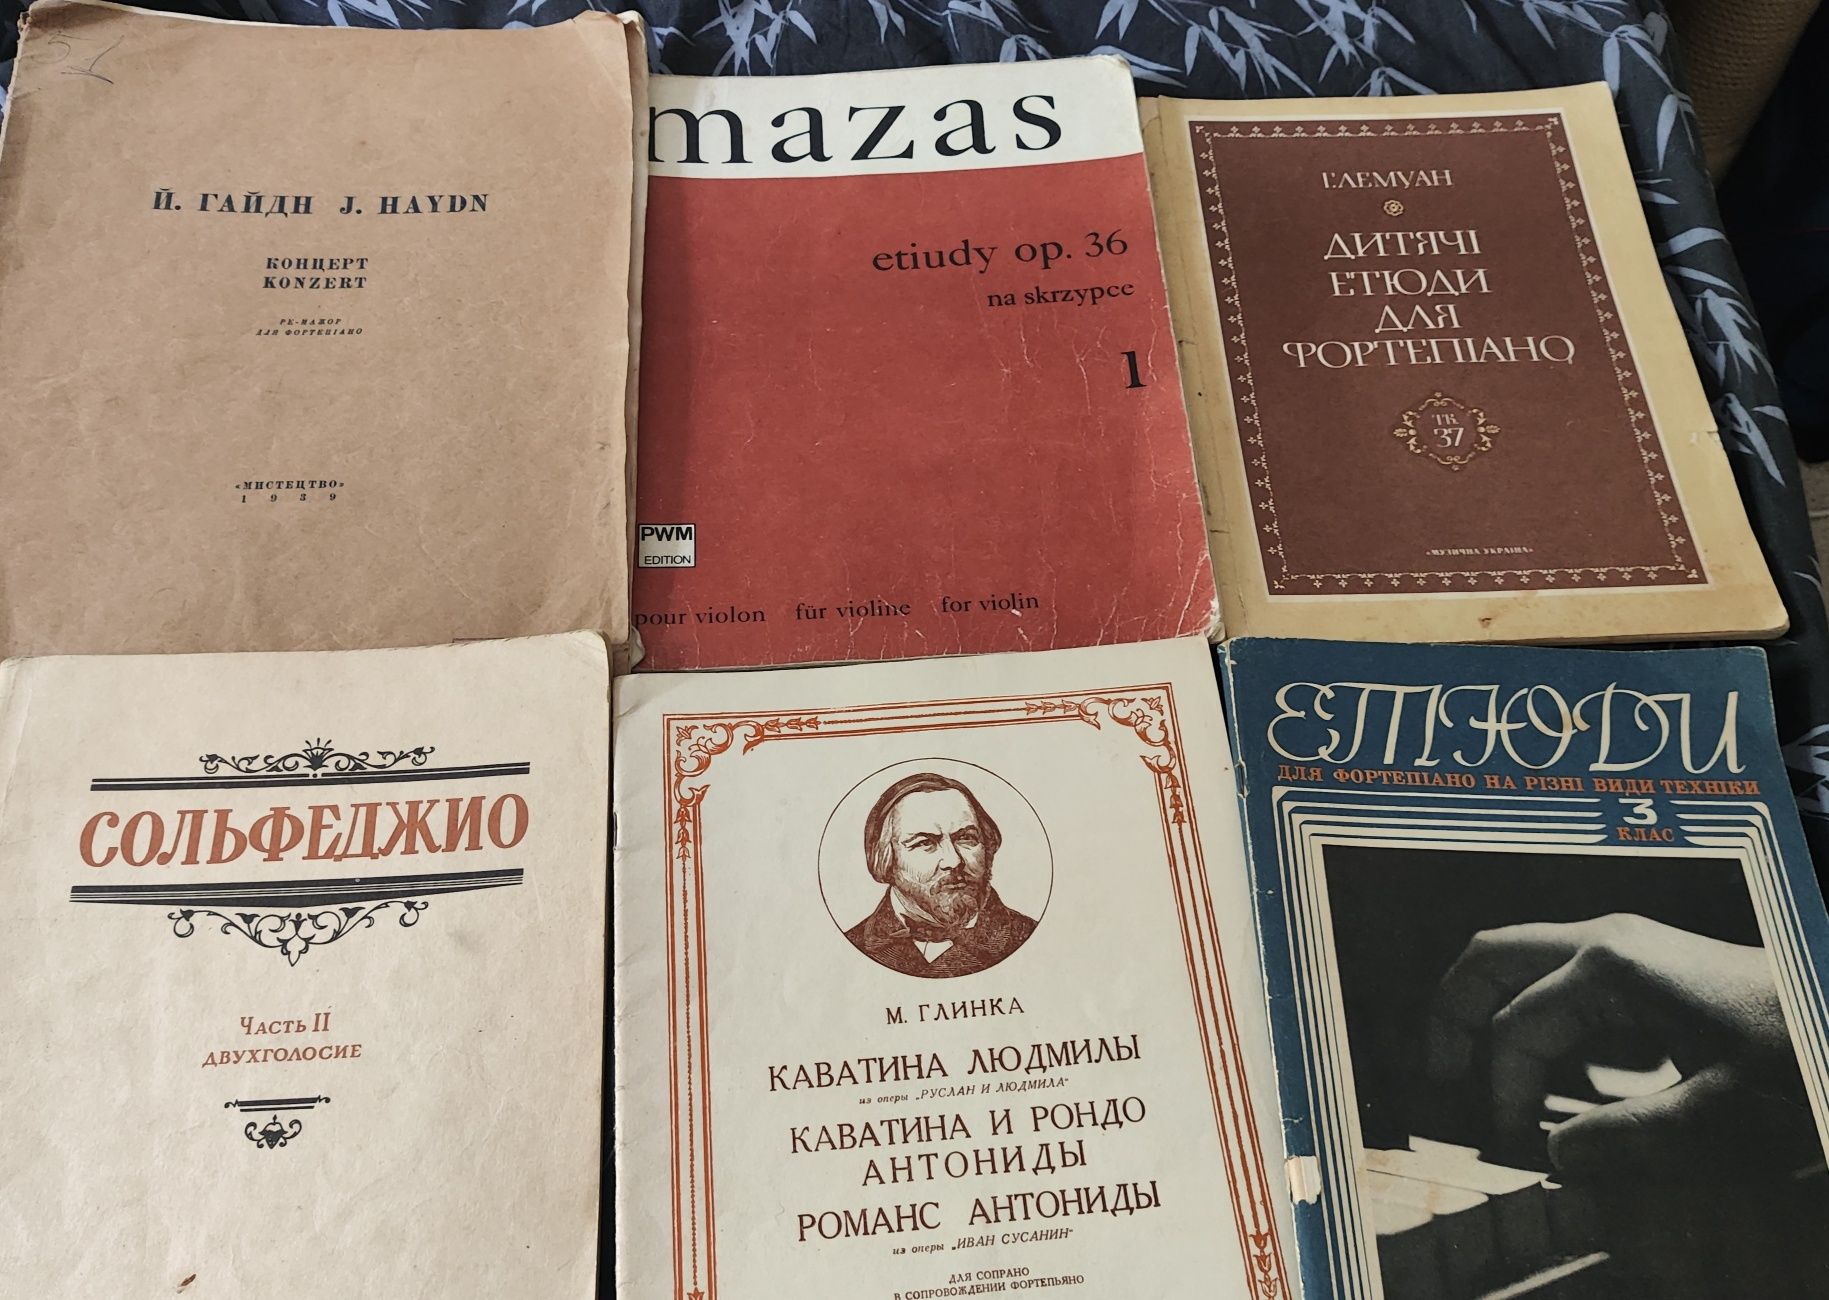 51
Й. ГАЙДН J. HAYDN
КОНЦЕРТ
KONZERT
РЕ-МАЖОР
ДЛЯ ФОРТЕПІАНО
«МИСТЕЦТВО»
1939
mazas
etiudy op. 36
na skrzypce
1
PWM
EDITION
pour violon für violine for violin
Г. ЛЕМУАН
ДИТЯЧІ
ЕТЮДИ
ДЛЯ
ФОРТЕПІАНО
ТК.
37
«МУЗИЧНА УКРАЇНА»
СОЛЬФЕДЖИО
ЧАСТЬ II
ДВУХГОЛОСИЕ
М. ГЛИНКА
КАВАТИНА ЛЮДМИЛЫ
из оперы „РУСЛАН И ЛЮДМИЛА"
КАВАТИНА И РОНДО
АНТОНИДЫ
РОМАНС АНТОНИДЫ
из оперы „ИВАН СУСАНИН"
ДЛЯ СОПРАНО
В СОПРОВОЖДЕНИИ ФОРТЕПЬЯНО
ЕТЮДИ
ДЛЯ ФОРТЕПІАНО НА РІЗНІ ВИДИ ТЕХНІКИ
3
КЛАС